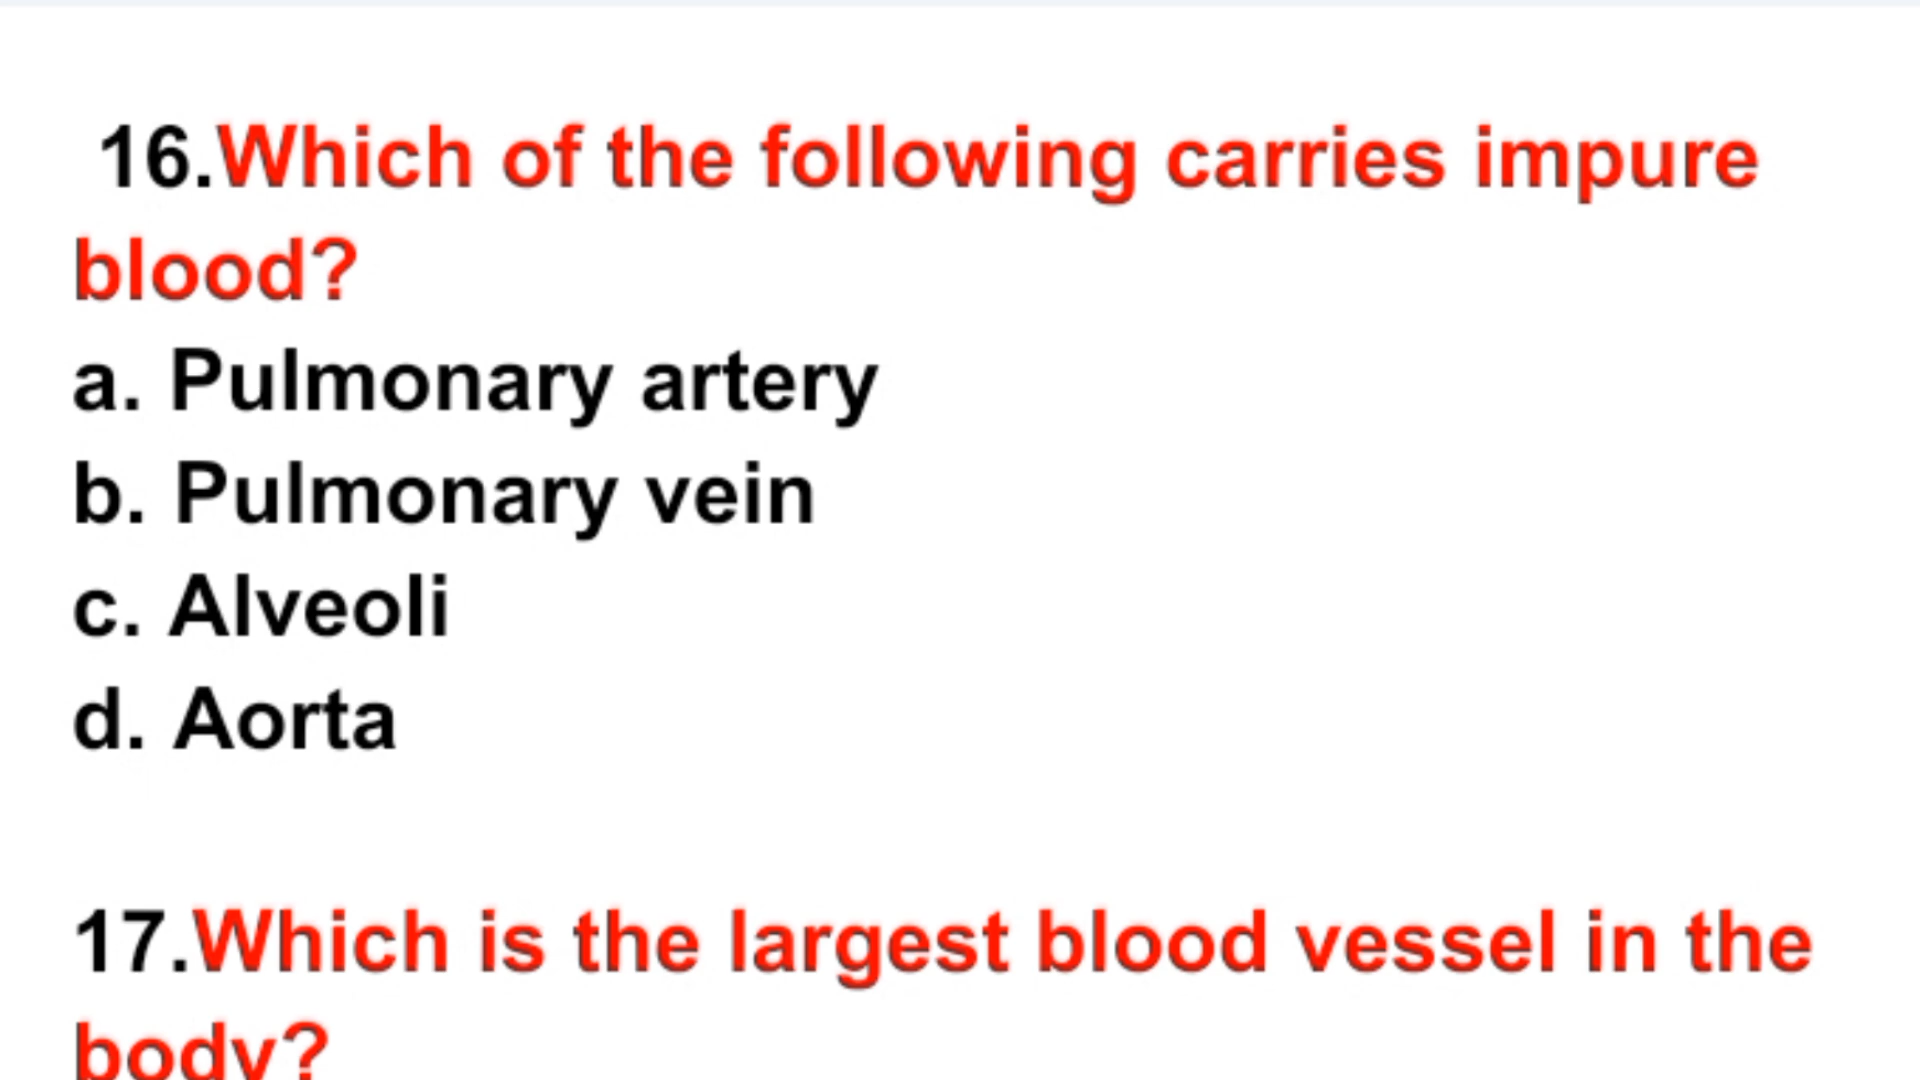 16.Which of the following carries impure
blood?
a. Pulmonary artery
b. Pulmonary vein
c. Alveoli
d. Aorta
17.Which is the largest blood vessel in the
body?